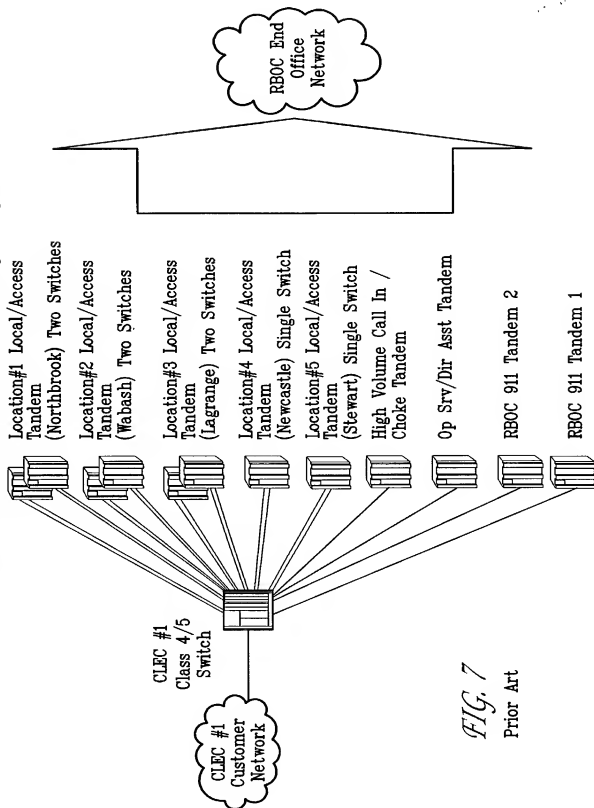 Location#1 Local/Access
Tandem
(Northbrook) Two Switches
Location#2 Local/Access
Tandem
(Wabash) Two Switches
Location#3 Local/Access
Tandem
(Lagrange) Two Switches
Location#4 Local/Access
Tandem
(Newcastle) Single Switch
Location#5 Local/Access
Tandem
(Stewart) Single Switch
High Volume Call In /
Choke Tandem
Op Srv/Dir Asst Tandem
RBOC 911 Tandem 2
RBOC 911 Tandem 1
CLEC #1
Class 4/5
Switch
CLEC #1
Customer
Network
RBOC End
Office
Network
FIG. 7
Prior Art